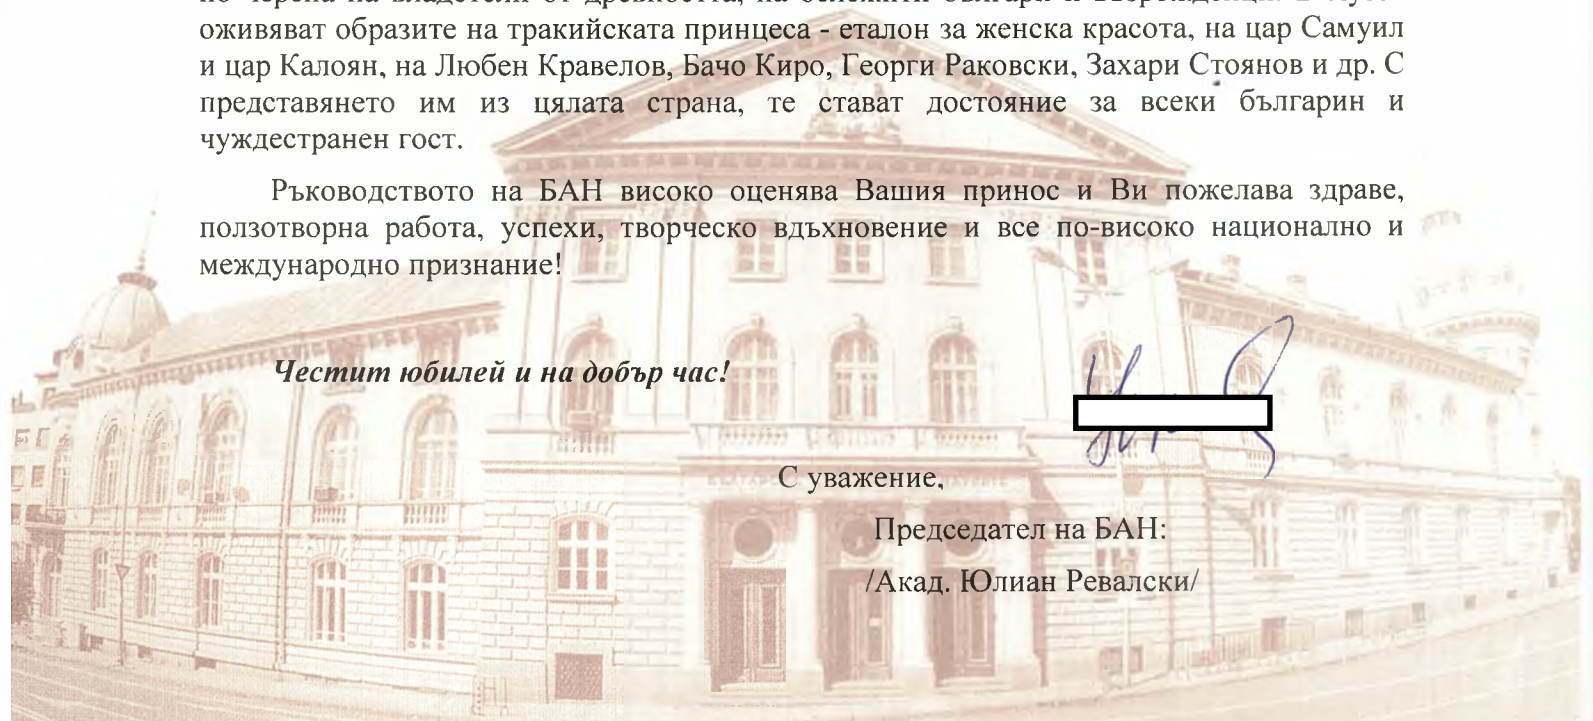 оживяват образите на тракийската принцеса - еталон за женска красота, на цар Самуил
и цар Калоян, на Любен Кравелов, Бачо Киро, Георги Раковски, Захари Стоянов и др. С
представянето им из цялата страна, те стават достояние за всеки българин и
чуждестранен гост.
Ръководството на БАН високо оценява Вашия принос и Ви пожелава здраве,
ползотворна работа, успехи, творческо вдъхновение и все по-високо национално и
международно признание!
Честит юбилей и на добър час!
С уважение,
Председател на БАН:
/Акад. Юлиан Ревалски/